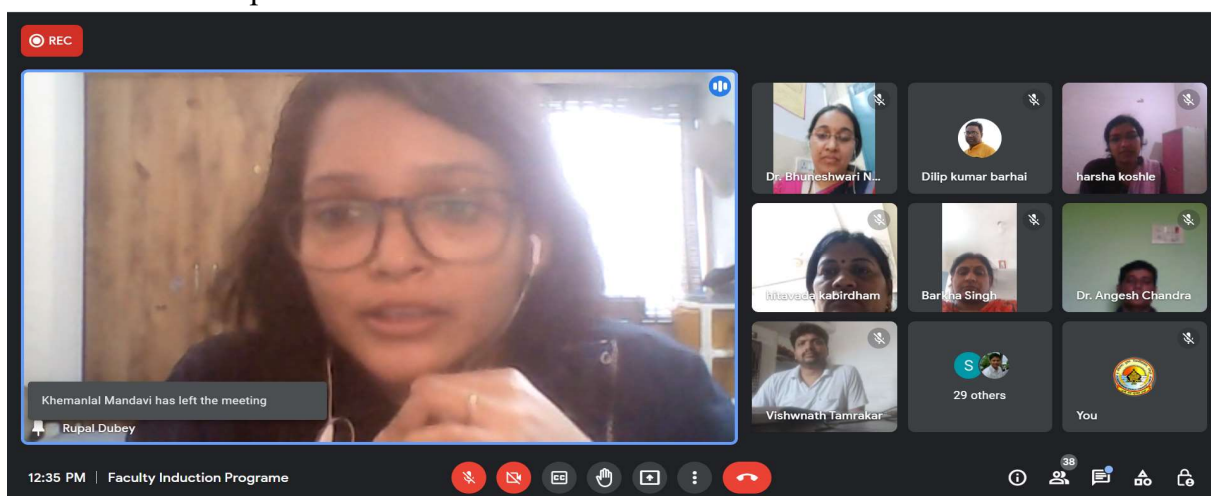 REC
Dr. Bhuneshwari N...
Dilip kumar barhai
harsha koshle
hitavada kabirdham
Barkha Singh
Dr. Angesh Chandra
Vishwnath Tamrakar
S
29 others
You
Khemanlal Mandavi has left the meeting
Rupal Dubey
12:35 PM | Faculty Induction Programe
CC
38